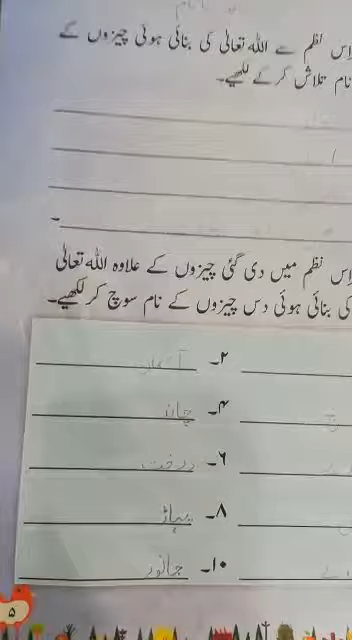 اس نظم سے اللہ تعالیٰ کی بنائی ہوئی چیزوں کے
نام تلاش کر کے لکھیے۔
اس نظم میں دی گئی چیزوں کے علاوہ اللہ تعالیٰ
کی بنائی ہوئی دس چیزوں کے نام سوچ کر لکھیے۔
۲۔
۴۔ چان
۶۔ درخت
۸۔ پہاڑ
۱۰۔ جانور
۵